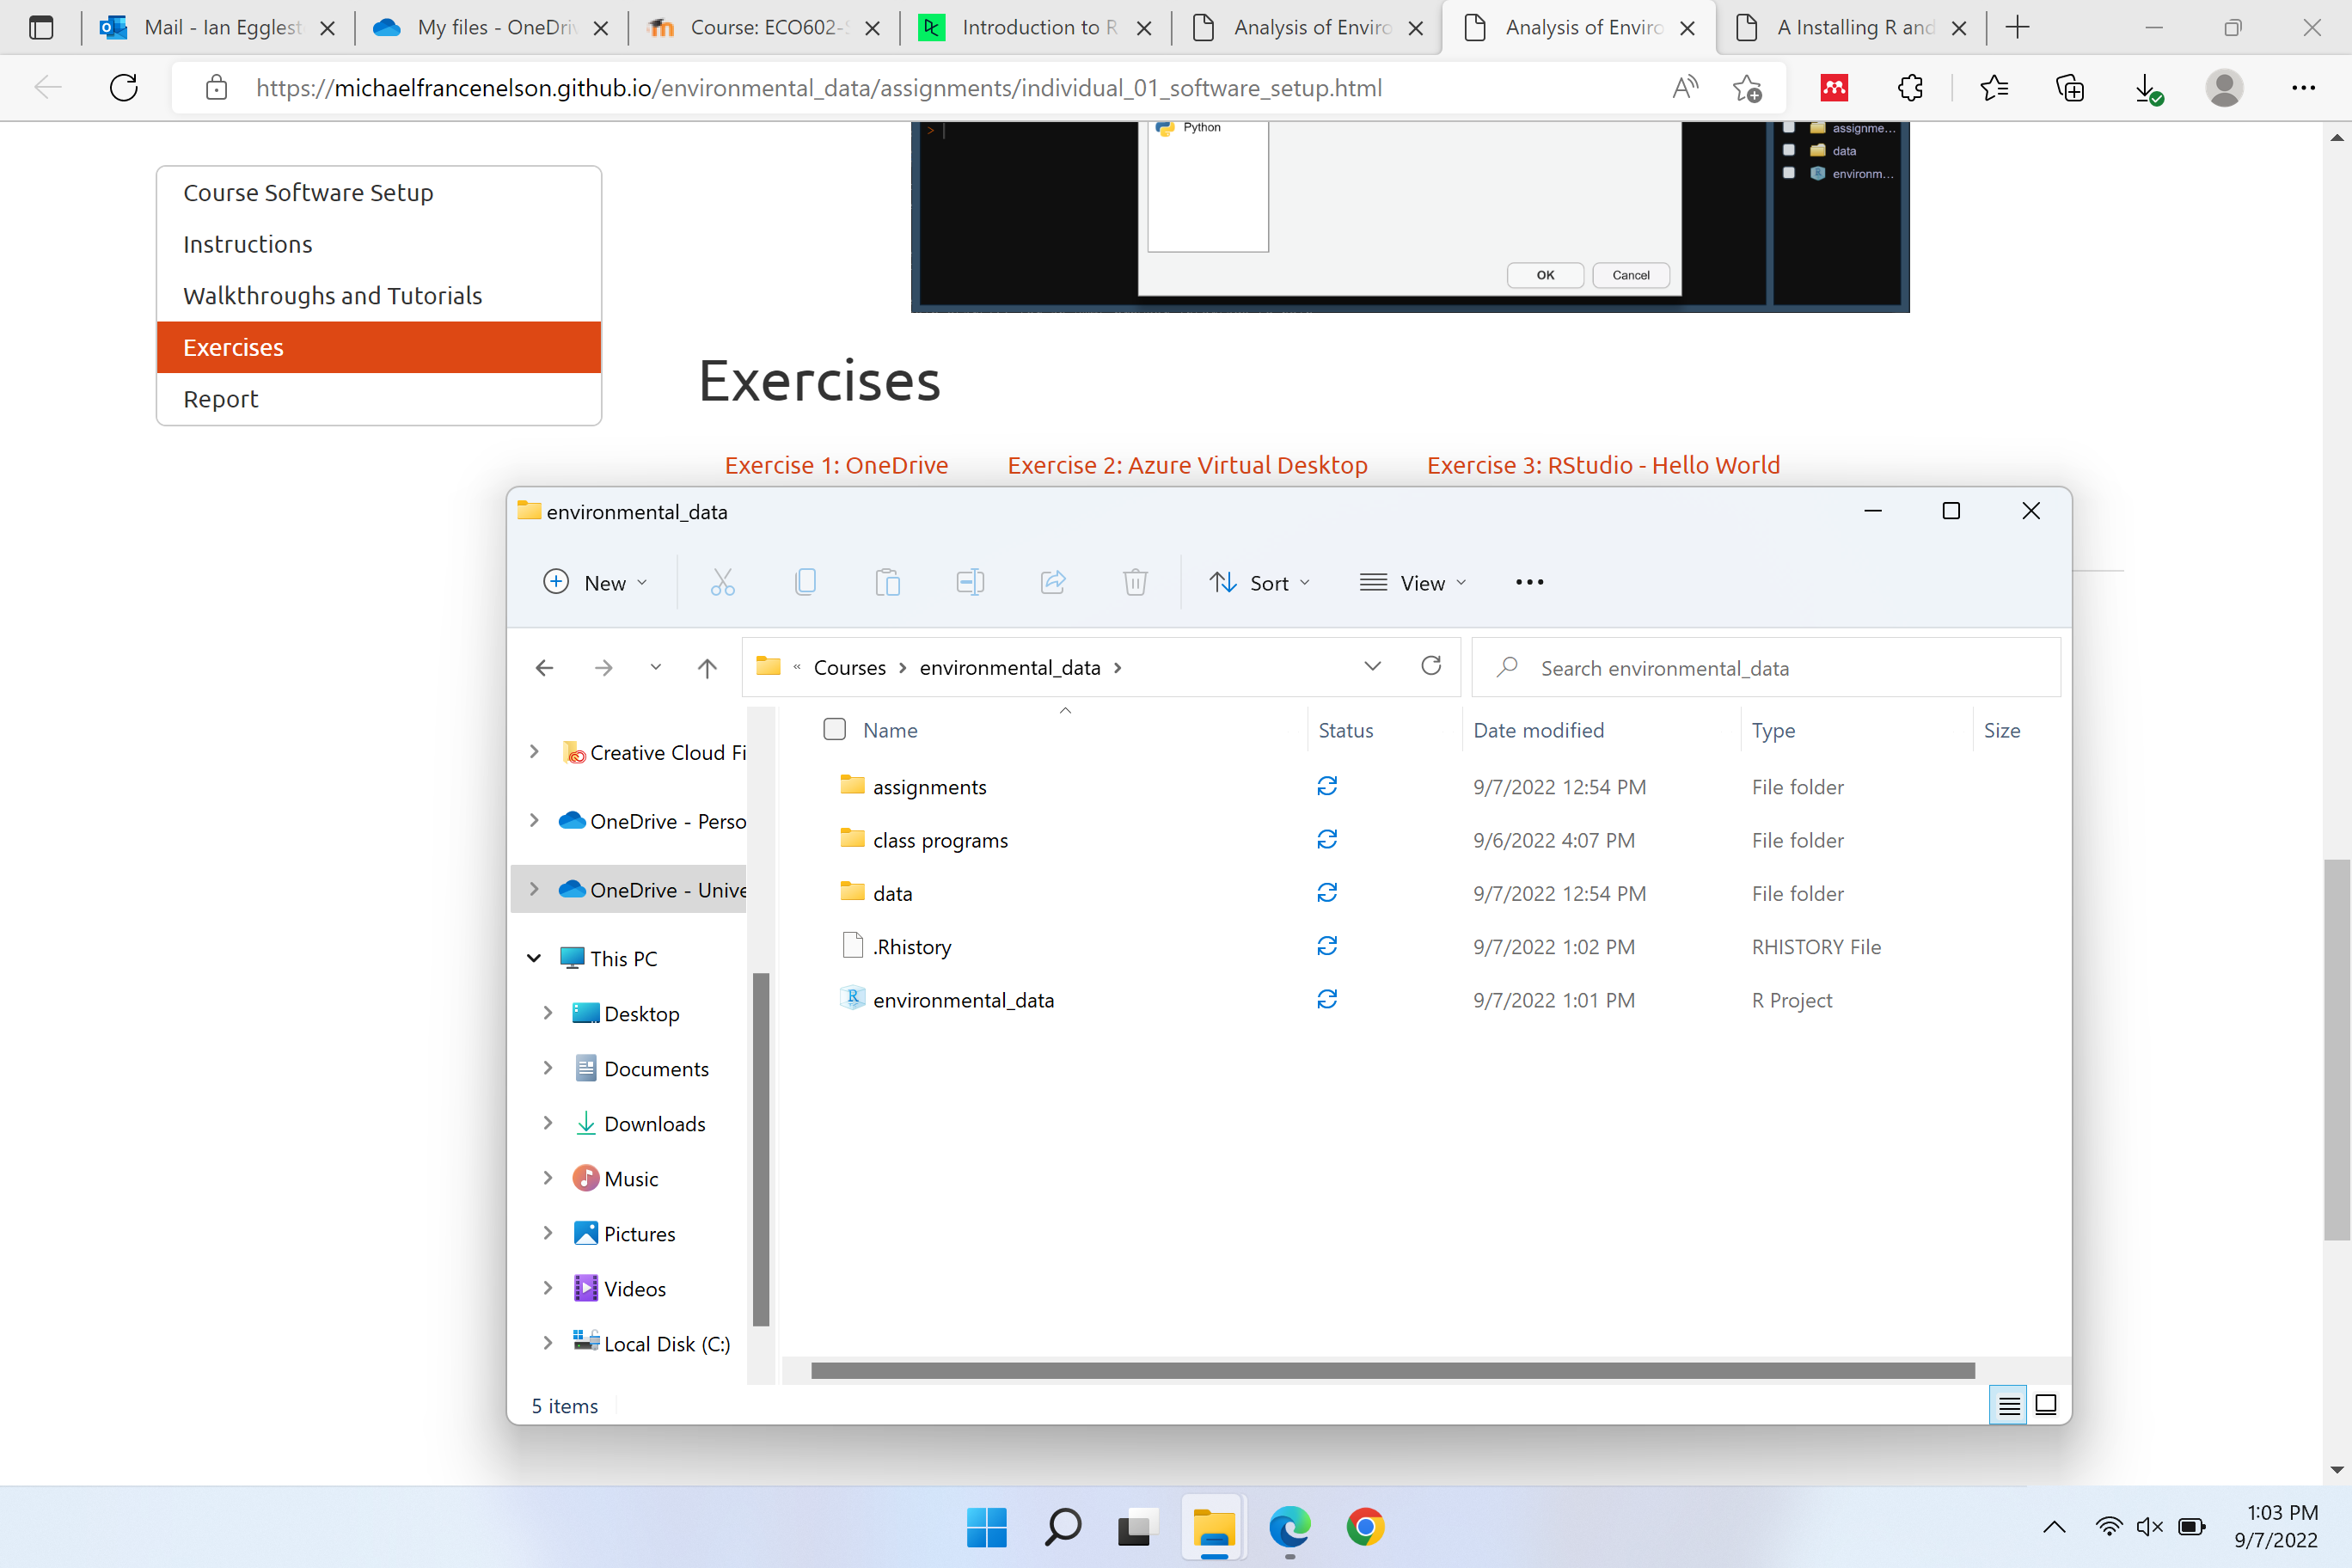 Mail - Ian Egglest
My files - OneDriv
Course: ECO602-S
Introduction to R
Analysis of Enviro
Analysis of Enviro
A Installing R and
https://michaelfrancenelson.github.io/environmental_data/assignments/individual_01_software_setup.html
>
Python
assignme...
data
environm...
OK
Cancel
Course Software Setup
Instructions
Walkthroughs and Tutorials
Exercises
Report
Exercises
Exercise 1: OneDrive
Exercise 2: Azure Virtual Desktop
Exercise 3: RStudio - Hello World
environmental_data
New
Sort
View
« Courses > environmental_data >
Search environmental_data
Name
Status
Date modified
Type
Size
Creative Cloud Fi
OneDrive - Perso
OneDrive - Unive
This PC
Desktop
Documents
Downloads
Music
Pictures
Videos
Local Disk (C:)
assignments 9/7/2022 12:54 PM File folder
class programs 9/6/2022 4:07 PM File folder
data 9/7/2022 12:54 PM File folder
.Rhistory 9/7/2022 1:02 PM RHISTORY File
environmental_data 9/7/2022 1:01 PM R Project
5 items
1:03 PM
9/7/2022